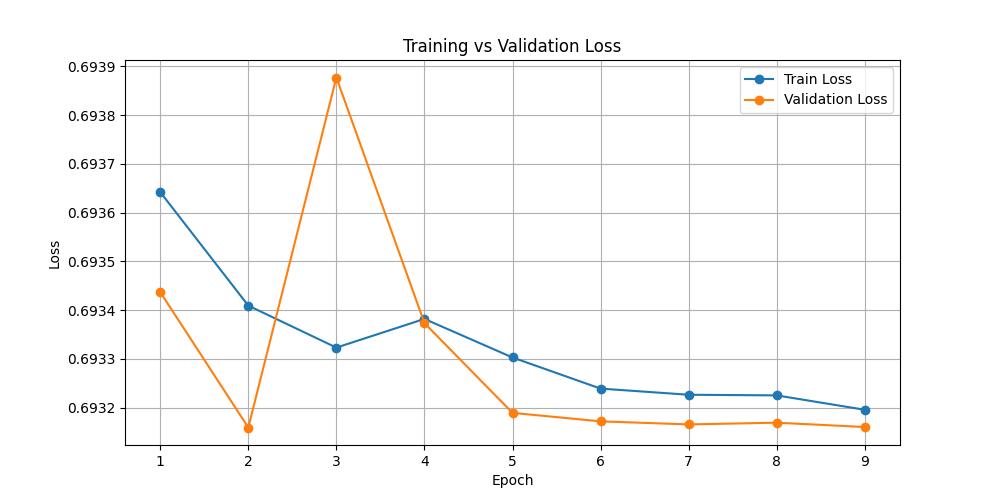 Training vs Validation Loss
0.6939
0.6938
0.6937
0.6936
0.6935
0.6934
0.6933
0.6932
Loss
Train Loss
Validation Loss
1 2 3 4 5 6 7 8 9
Epoch